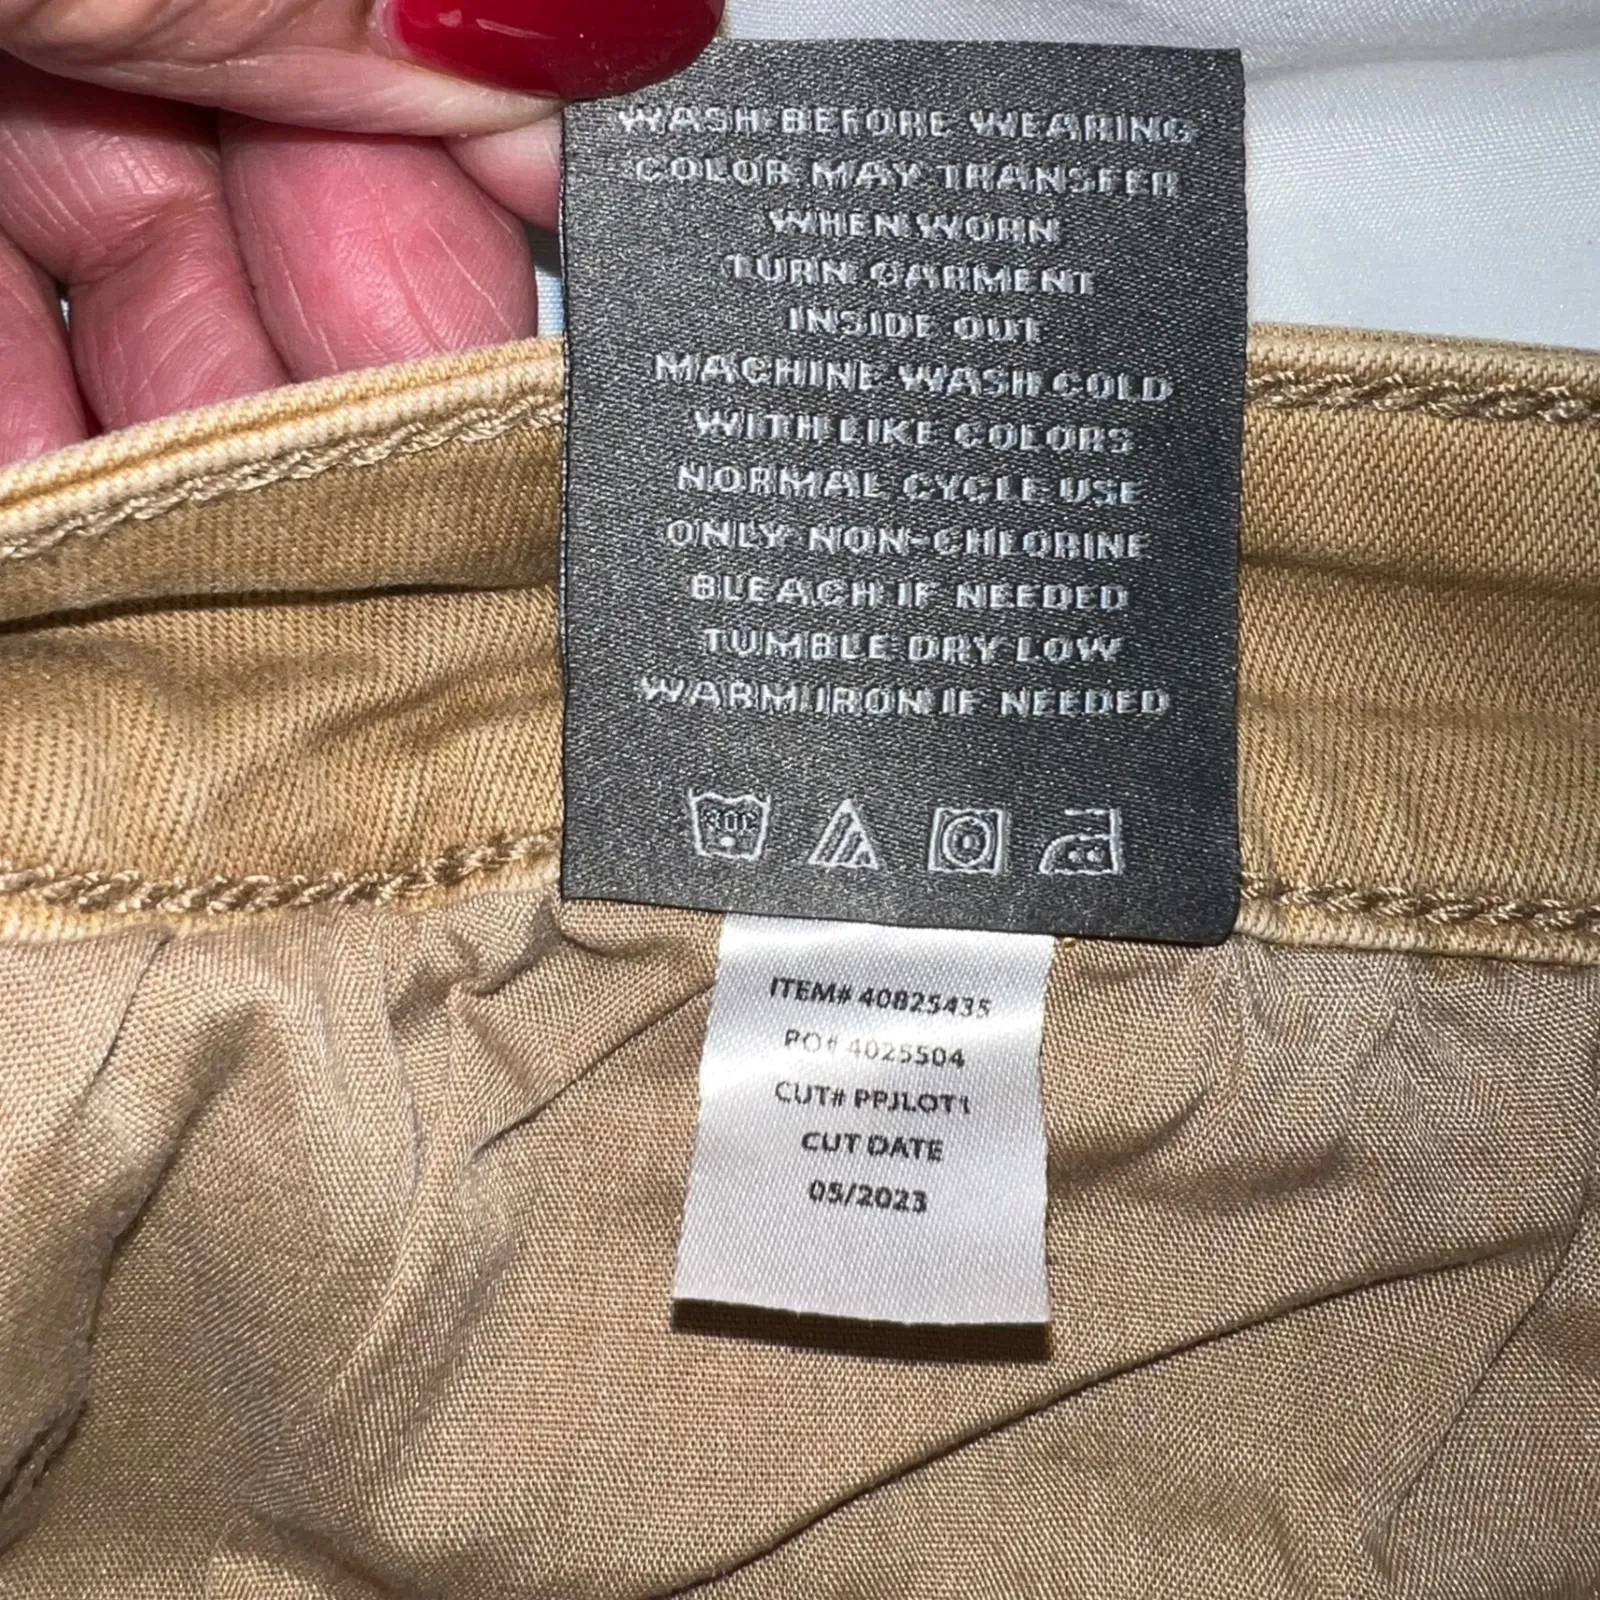 WASH BEFORE WEARING
COLOR MAY TRANSFER
WHEN WORN
TURN GARMENT
INSIDE OUT
MACHINE WASH COLD
WITH LIKE COLORS
NORMAL CYCLE USE
ONLY NON-CHLORINE
BLEACH IF NEEDED
TUMBLE DRY LOW
WARM IRON IF NEEDED
30C
ITEM# 40825435
PO# 4025504
CUT# PPJLOT1
CUT DATE
05/2023